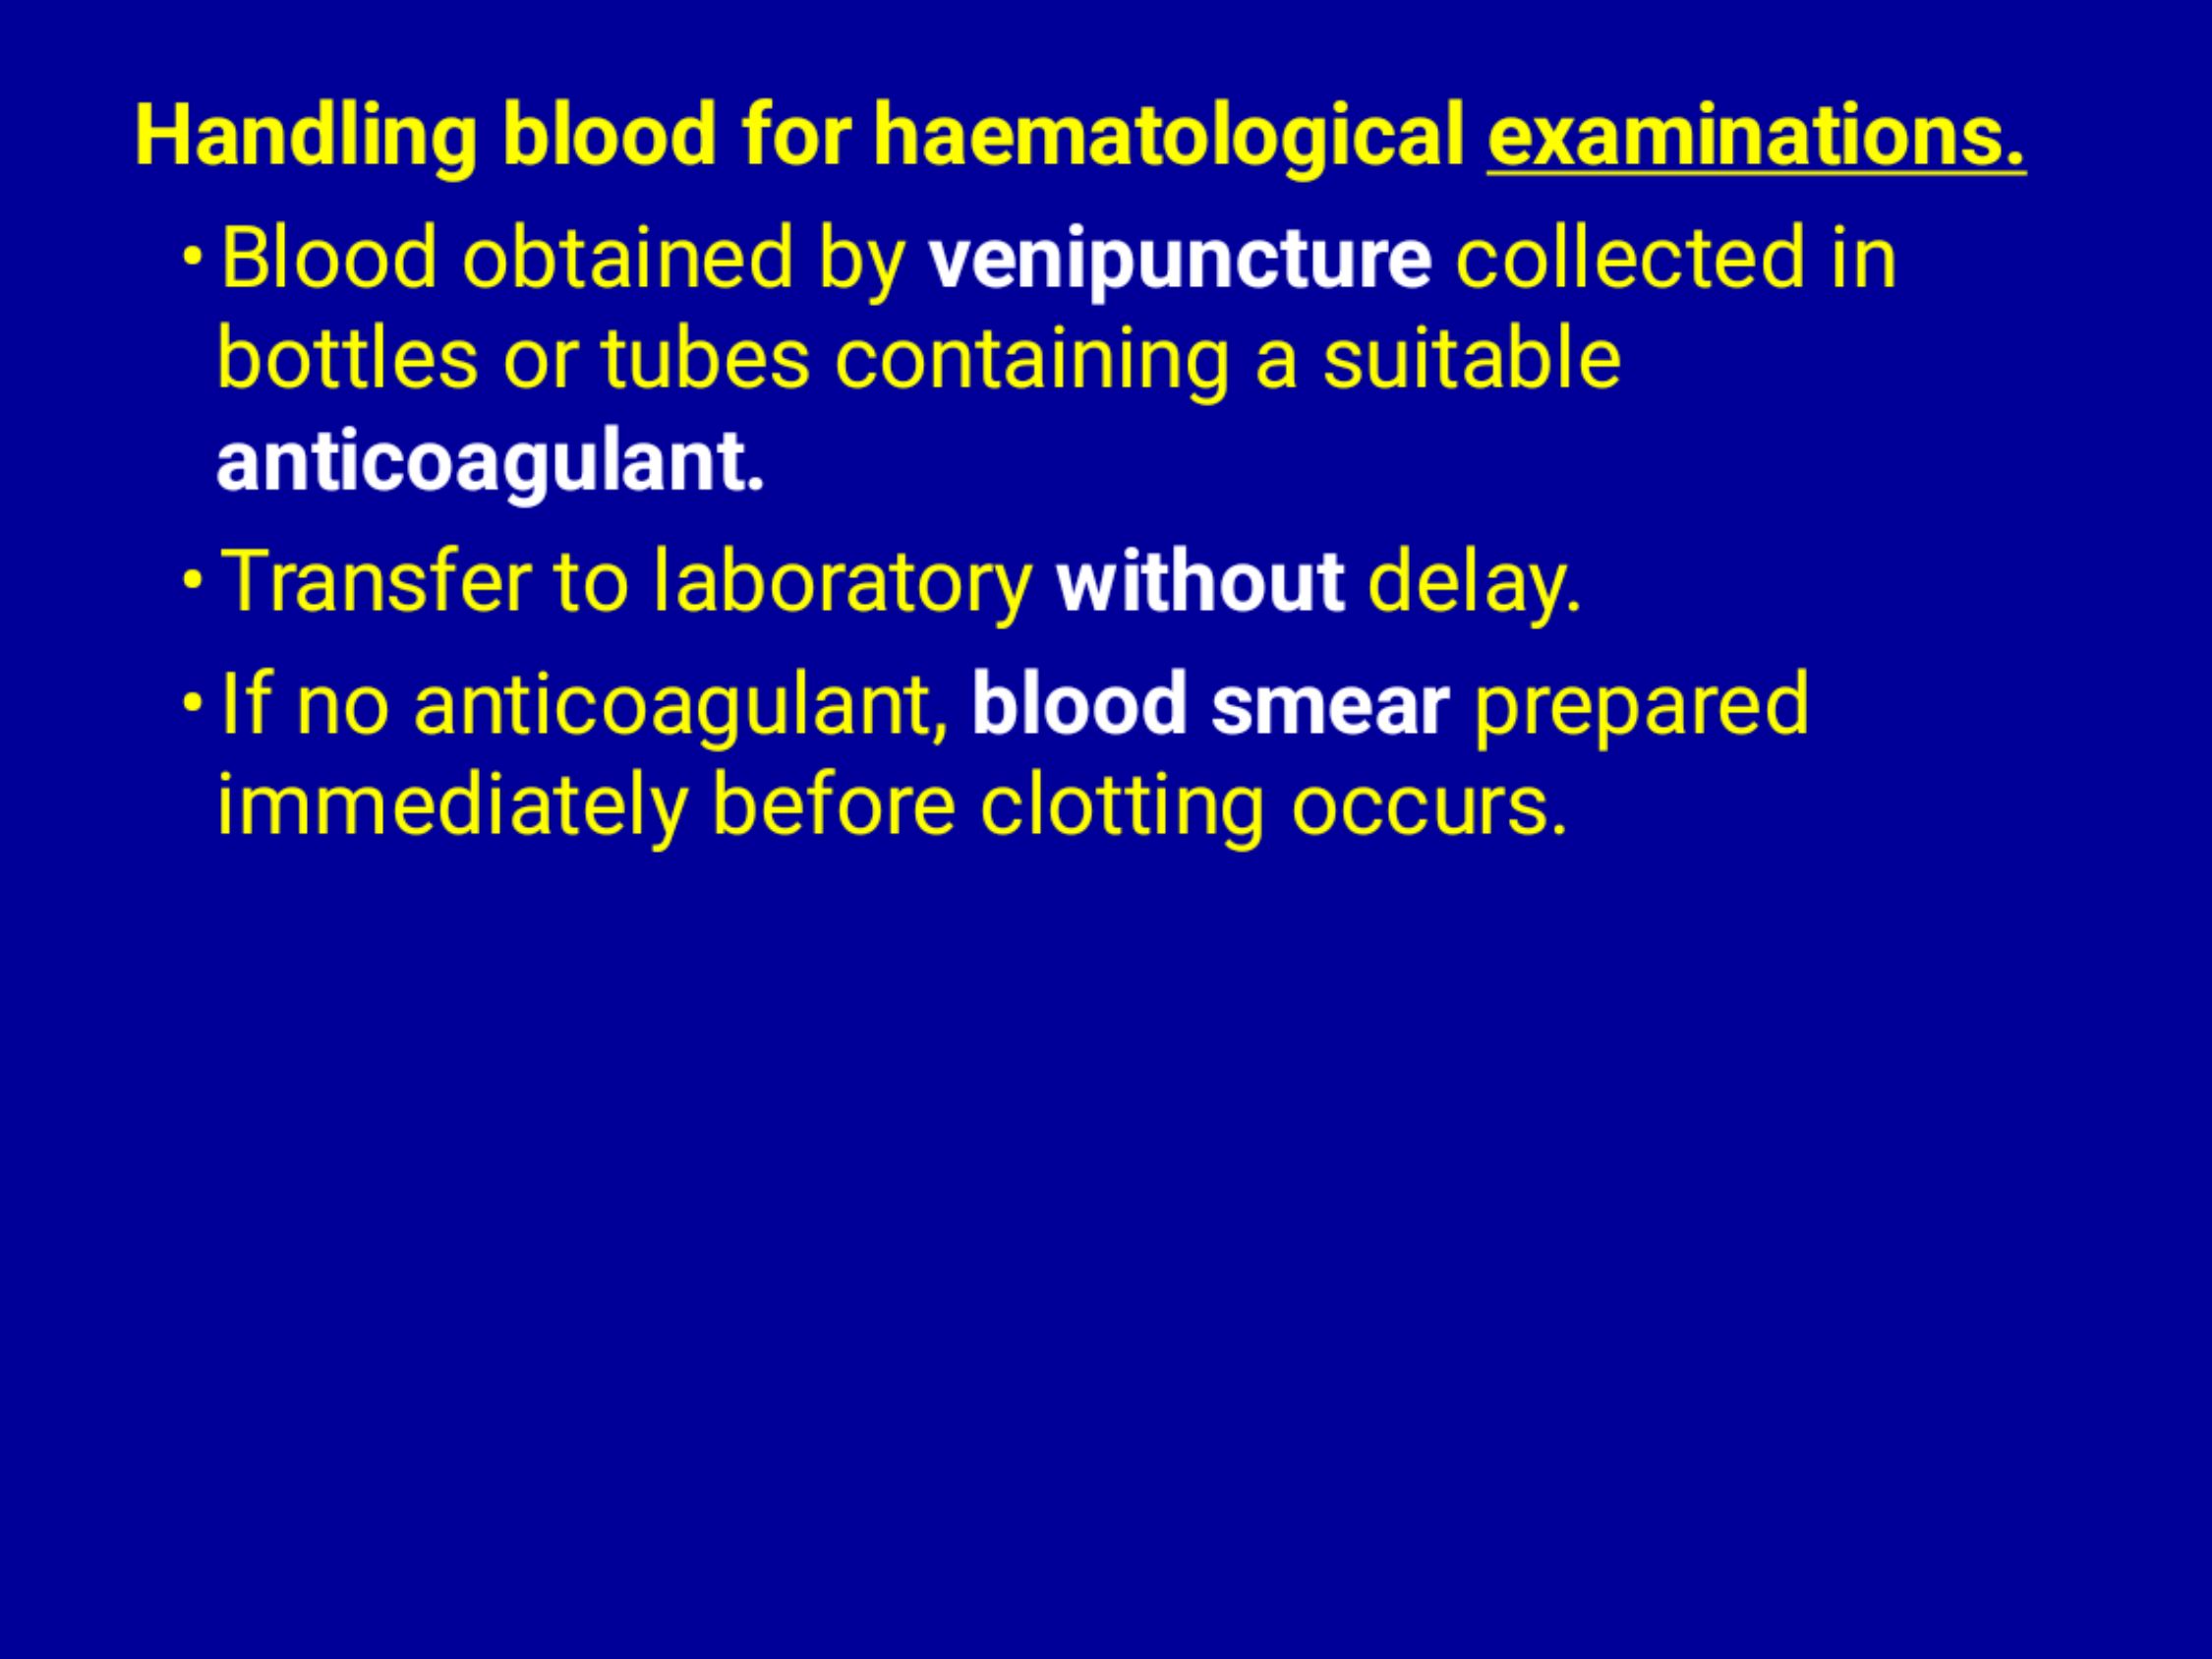 Handling blood for haematological examinations.
• Blood obtained by venipuncture collected in
bottles or tubes containing a suitable
anticoagulant.
• Transfer to laboratory without delay.
• If no anticoagulant, blood smear prepared
immediately before clotting occurs.